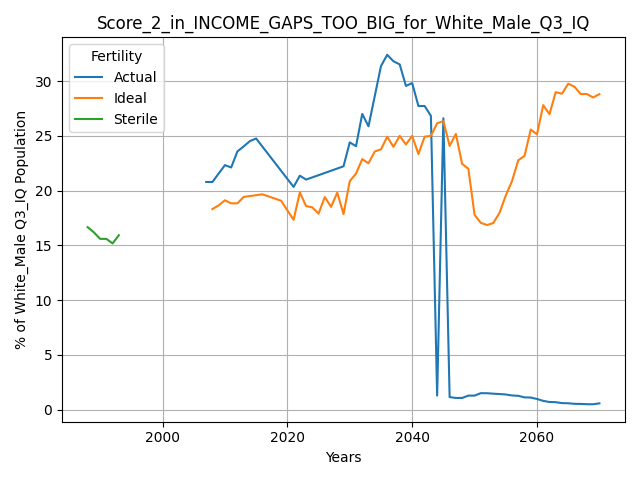 Score_2_in_INCOME_GAPS_TOO_BIG_for_White_Male_Q3_IQ
Fertility
Actual
Ideal
Sterile
% of White_Male Q3_IQ Population
30
25
20
15
10
5
0
2000
2020
2040
2060
Years